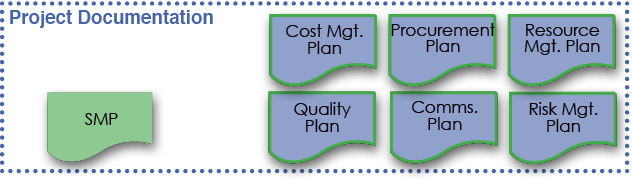 Project Documentation
Cost Mgt.
Plan
Procurement
Plan
Resource
Mgt. Plan
SMP
Quality
Plan
Comms.
Plan
Risk Mgt.
Plan